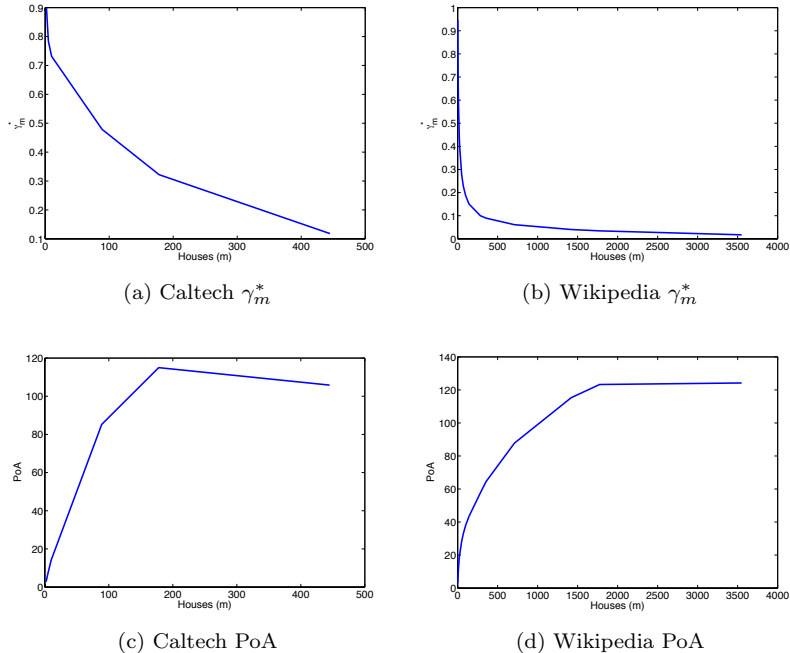 0.9
0.8
0.7
0.6
0.5
0.4
0.3
0.2
0.1
γ*m
0 100 200 300 400 500
Houses (m)
(a) Caltech γ*m
1
0.9
0.8
0.7
0.6
0.5
0.4
0.3
0.2
0.1
0
γ*m
0 500 1000 1500 2000 2500 3000 3500 4000
Houses (m)
(b) Wikipedia γ*m
120
100
80
60
40
20
0
PoA
0 100 200 300 400 500
Houses (m)
(c) Caltech PoA
140
120
100
80
60
40
20
0
PoA
0 500 1000 1500 2000 2500 3000 3500 4000
Houses (m)
(d) Wikipedia PoA